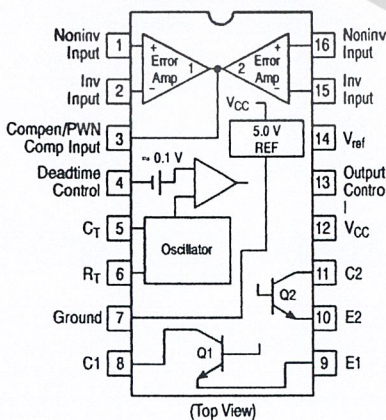 Noninv
Input
1
+
Error
Amp
1
−
2
Inv
Input
Compen/PWN
Comp Input
3
≈ 0.1 V
Deadtime
Control
4
CT
5
Oscillator
RT
6
Ground
7
C1
8
Q1
+
2 Error
Amp
−
16
Noninv
Input
15
Inv
Input
VCC
5.0 V
REF
14
Vref
13
Output
Contro
l
12
VCC
11
C2
Q2
10
E2
9
E1
(Top View)